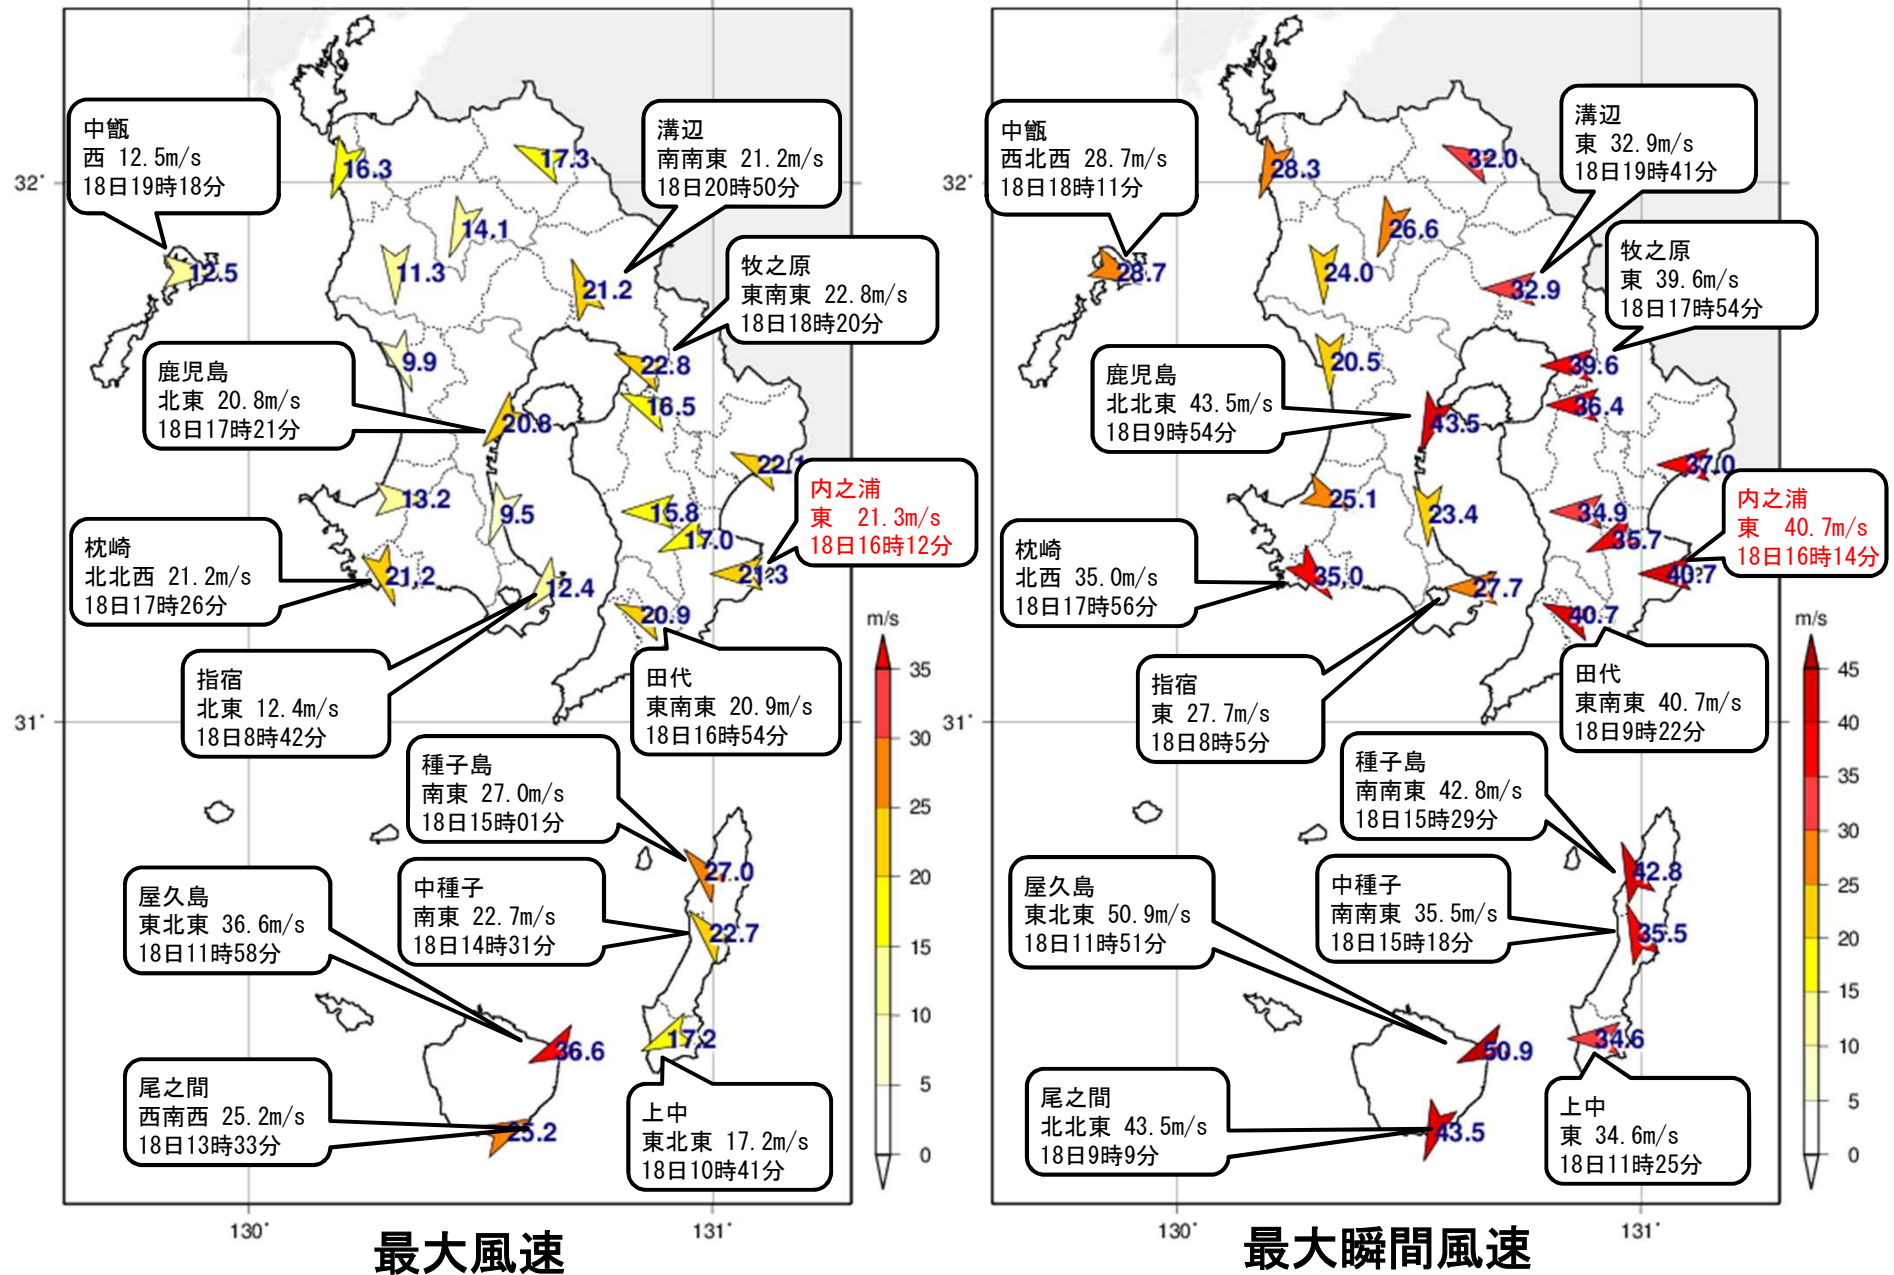 中甑
西 12.5m/s
18日19時18分
溝辺
南南東 21.2m/s
18日20時50分
牧之原
東南東 22.8m/s
18日18時20分
鹿児島
北東 20.8m/s
18日17時21分
内之浦
東 21.3m/s
18日16時12分
枕崎
北北西 21.2m/s
18日17時26分
指宿
北東 12.4m/s
18日8時42分
田代
東南東 20.9m/s
18日16時54分
種子島
南東 27.0m/s
18日15時01分
中種子
南東 22.7m/s
18日14時31分
屋久島
東北東 36.6m/s
18日11時58分
尾之間
西南西 25.2m/s
18日13時33分
上中
東北東 17.2m/s
18日10時41分
16.3
17.3
14.1
12.5
11.3
21.2
9.9
22.8
16.5
20.8
22.1
13.2
9.5
15.8
17.0
21.2
21.3
12.4
20.9
27.0
22.7
17.2
36.6
25.2
32°
31°
130°
131°
m/s
35
30
25
20
15
10
5
0
最大風速
中甑
西北西 28.7m/s
18日18時11分
溝辺
東 32.9m/s
18日19時41分
牧之原
東 39.6m/s
18日17時54分
鹿児島
北北東 43.5m/s
18日9時54分
内之浦
東 40.7m/s
18日16時14分
枕崎
北西 35.0m/s
18日17時56分
指宿
東 27.7m/s
18日8時5分
田代
東南東 40.7m/s
18日9時22分
種子島
南南東 42.8m/s
18日15時29分
中種子
南南東 35.5m/s
18日15時18分
屋久島
東北東 50.9m/s
18日11時51分
尾之間
北北東 43.5m/s
18日9時9分
上中
東 34.6m/s
18日11時25分
28.3
32.0
26.6
28.7
24.0
32.9
20.5
39.6
36.4
43.5
37.0
25.1
23.4
34.9
35.7
35.0
40.7
27.7
40.7
42.8
35.5
34.6
50.9
43.5
32°
31°
130°
131°
m/s
45
40
35
30
25
20
15
10
5
0
最大瞬間風速